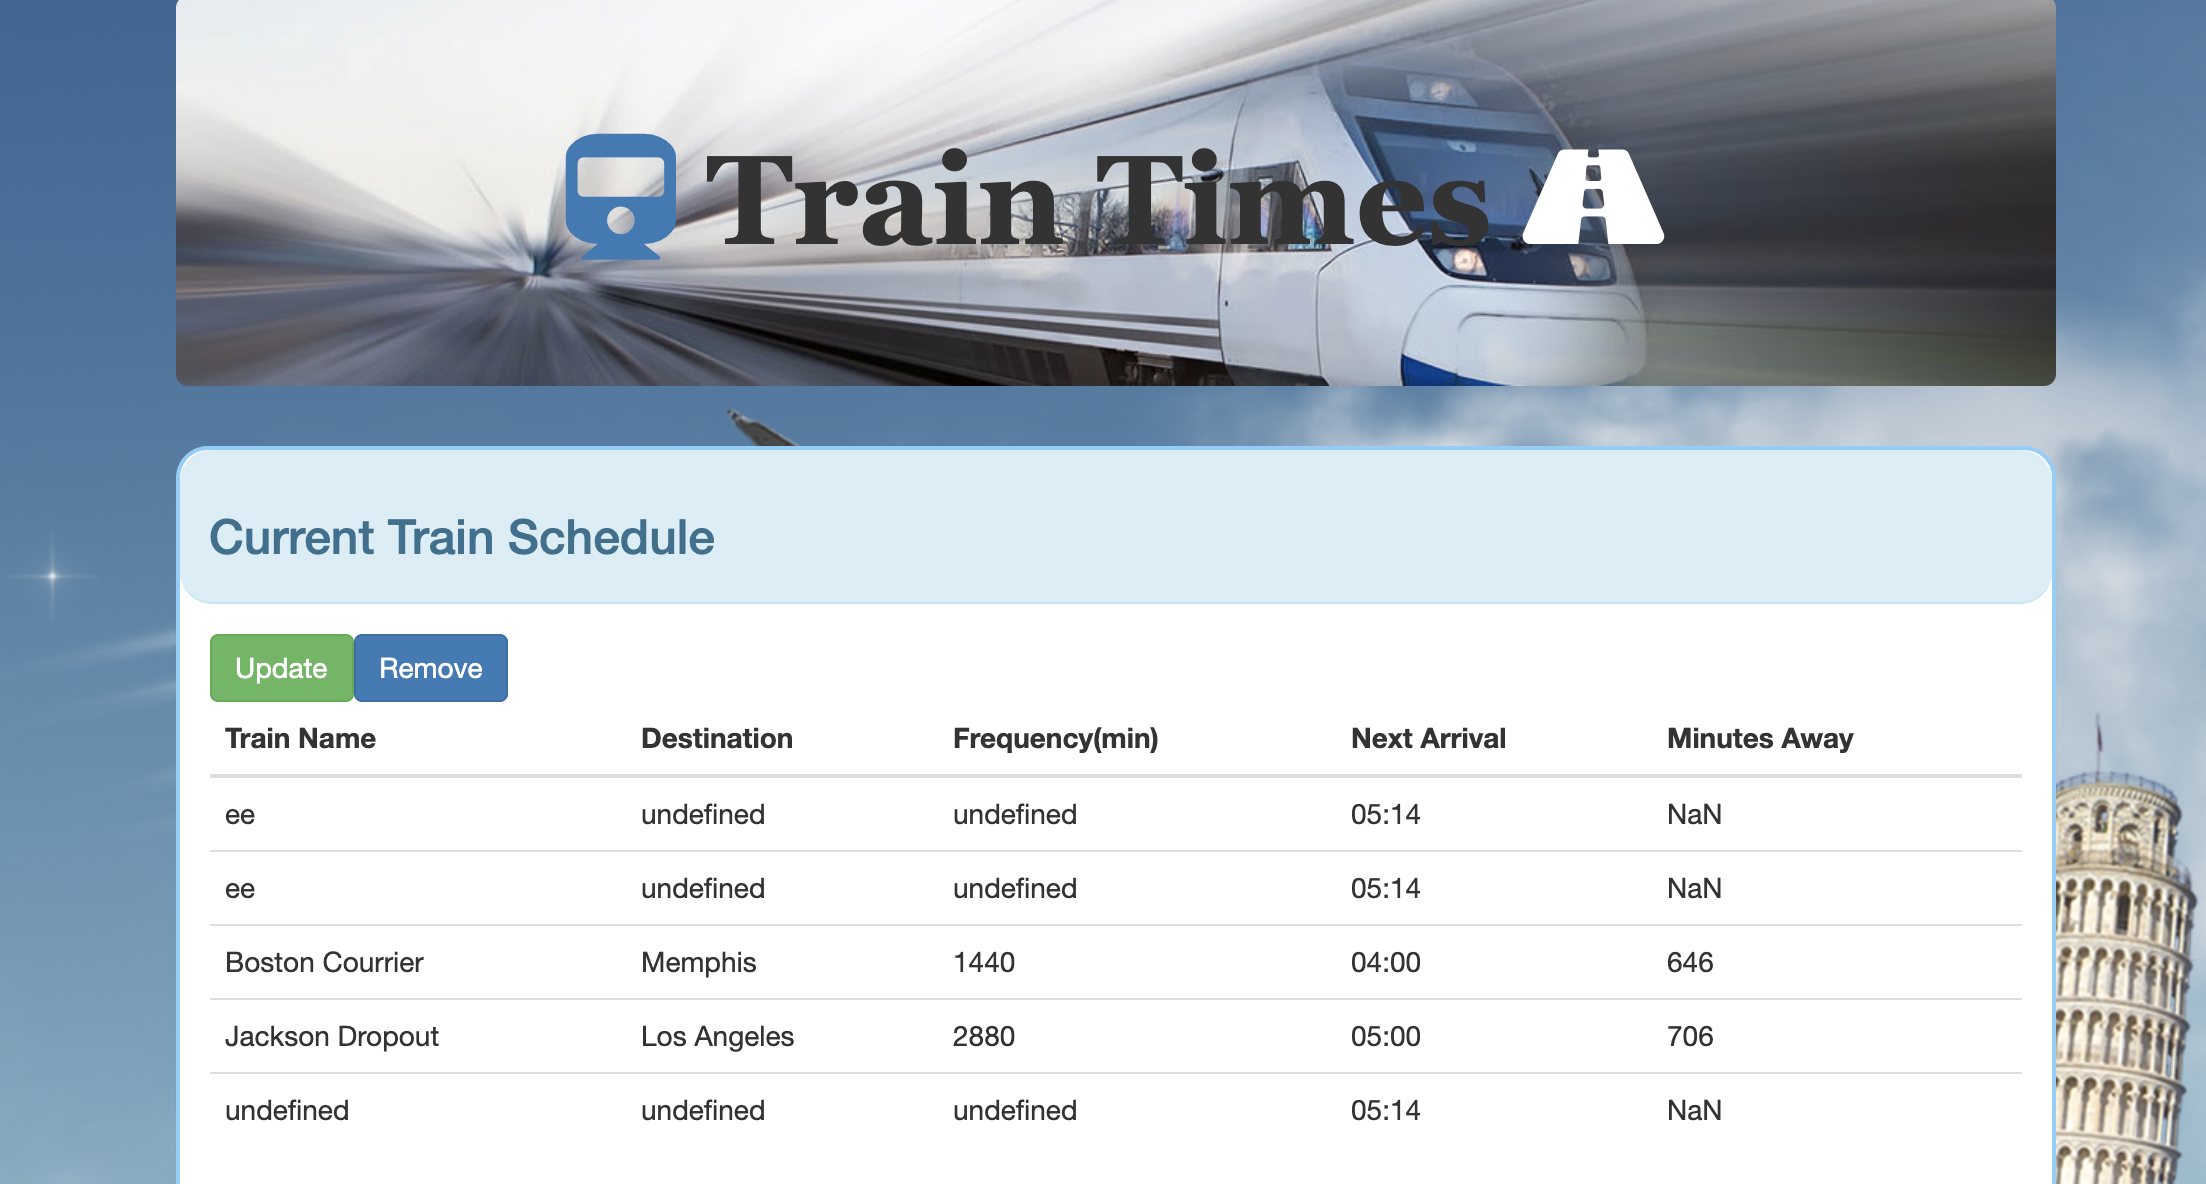 Train Times
Current Train Schedule
Update Remove
Train Name Destination Frequency(min) Next Arrival Minutes Away
ee undefined undefined 05:14 NaN
ee undefined undefined 05:14 NaN
Boston Courrier Memphis 1440 04:00 646
Jackson Dropout Los Angeles 2880 05:00 706
undefined undefined undefined 05:14 NaN